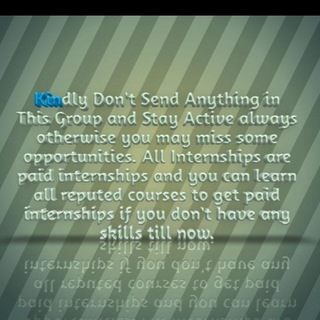 Kindly Don't Send Anything in
This Group and Stay Active always
otherwise you may miss some
opportunities. All Internships are
paid internships and you can learn
all reputed courses to get paid
internships if you don't have any
skills till now.